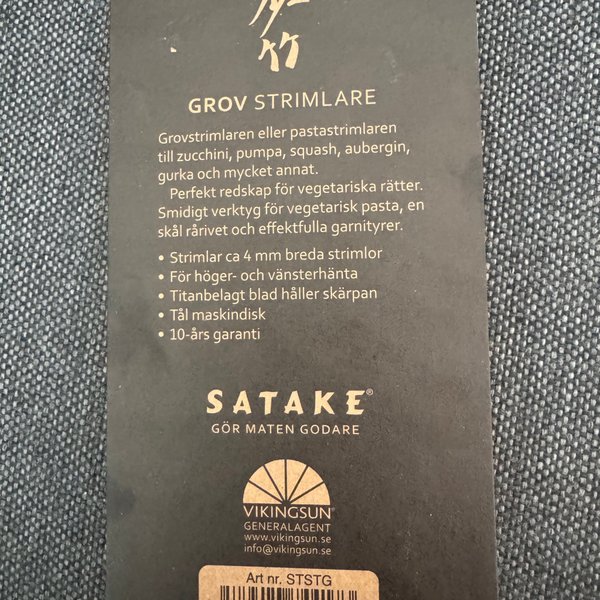 竹
GROV STRIMLARE
Grovstrimlaren eller pastastrimlaren
till zucchini, pumpa, squash, aubergin,
gurka och mycket annat.
Perfekt redskap för vegetariska rätter.
Smidigt verktyg för vegetarisk pasta, en
skål rårivet och effektfulla garnityrer.
• Strimlar ca 4 mm breda strimlor
• För höger- och vänsterhänta
• Titanbelagt blad håller skärpan
• Tål maskindisk
• 10-års garanti
SATAKE®
GÖR MATEN GODARE
VIKINGSUN®
GENERALAGENT
www.vikingsun.se
info@vikingsun.se
Art nr. STSTG